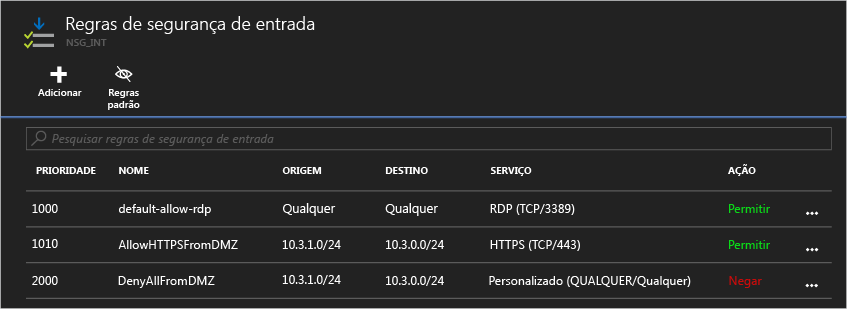 Regras de segurança de entrada
NSG_INT
Adicionar
Regras
padrão
Pesquisar regras de segurança de entrada
PRIORIDADE NOME ORIGEM DESTINO SERVIÇO AÇÃO
1000 default-allow-rdp Qualquer Qualquer RDP (TCP/3389) Permitir ...
1010 AllowHTTPSFromDMZ 10.3.1.0/24 10.3.0.0/24 HTTPS (TCP/443) Permitir ...
2000 DenyAllFromDMZ 10.3.1.0/24 10.3.0.0/24 Personalizado (QUALQUER/Qualquer) Negar ...